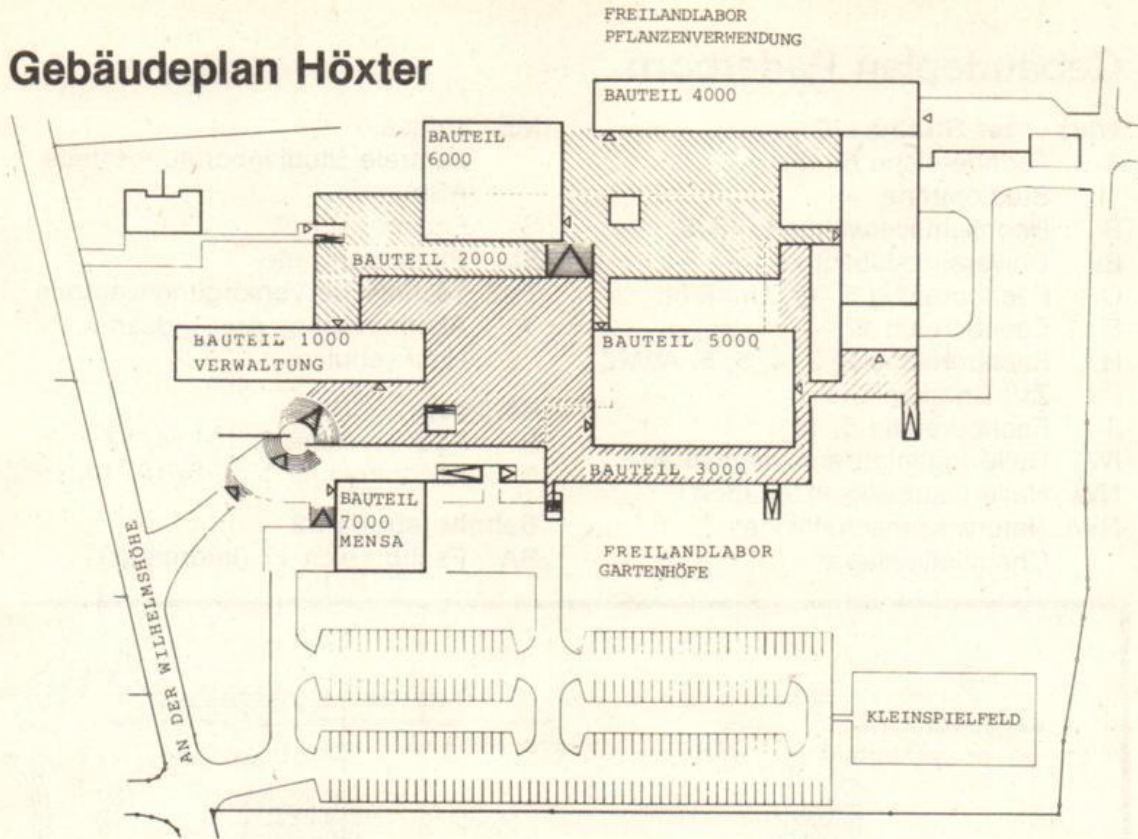 FREILANDLABOR
PFLANZENVERWENDUNG
Gebäudeplan Höxter
BAUTEIL 4000
BAUTEIL
6000
BAUTEIL 2000
BAUTEIL 1000
VERWALTUNG
BAUTEIL 5000
BAUTEIL 3000
BAUTEIL
7000
MENSA
FREILANDLABOR
GARTENHÖFE
AN DER WILHELMSHÖHE
KLEINSPIELFELD